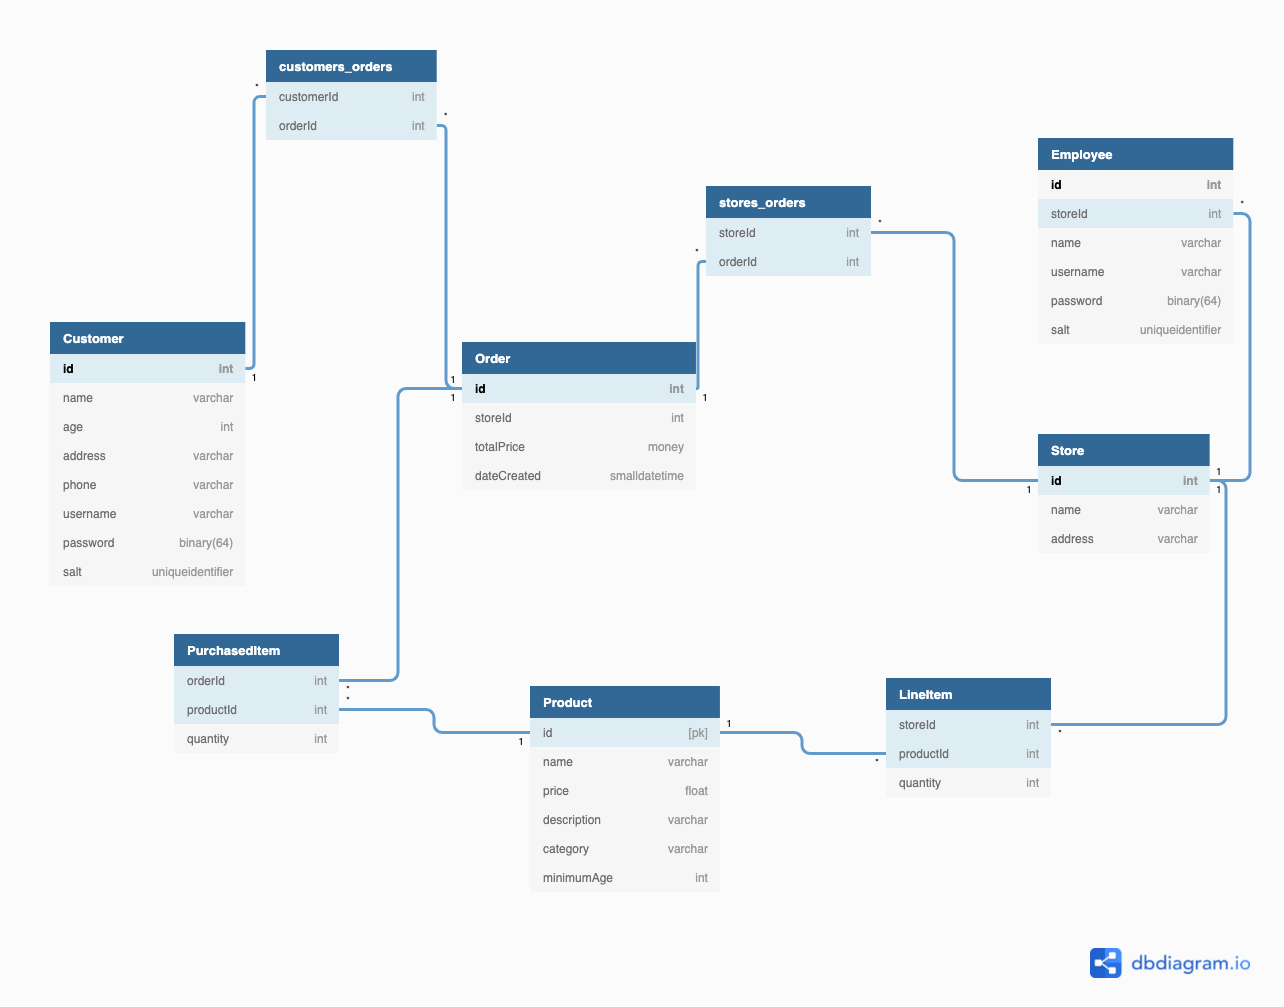 customers_orders
* customerId int
orderId int *
Employee
id int
storeId int *
name varchar
username varchar
password binary(64)
salt uniqueidentifier
stores_orders
storeId int *
* orderId int
Customer
id int 1
name varchar
age int
address varchar
phone varchar
username varchar
password binary(64)
salt uniqueidentifier
Order
1
1 id int 1
storeId int
totalPrice money
dateCreated smalldatetime
Store
1
1 id int 1
name varchar
address varchar
PurchasedItem
orderId int *
productId int *
quantity int
Product
1 id [pk] 1
name varchar
price float
description varchar
category varchar
minimumAge int
LineItem
storeId int *
* productId int
quantity int
dbdiagram.io